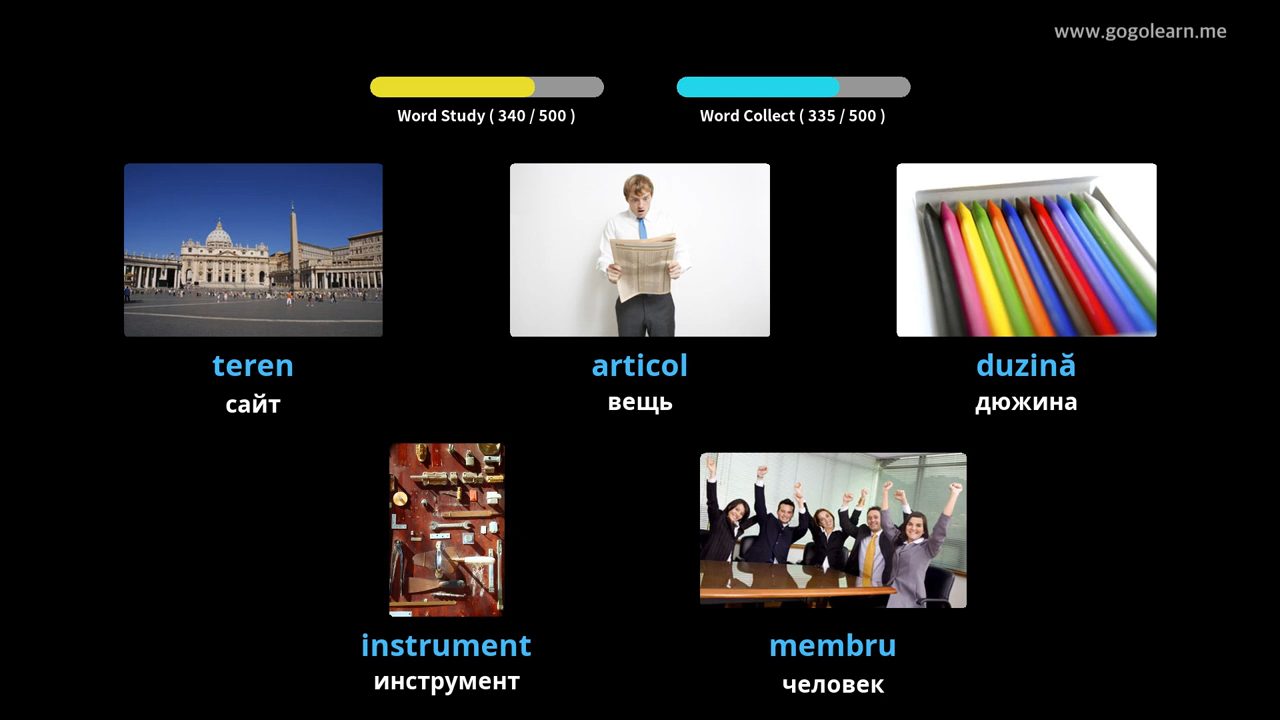 www.gogolearn.me
Word Study ( 340 / 500 )
Word Collect ( 335 / 500 )
teren
сайт
articol
вещь
duzină
дюжина
instrument
инструмент
membru
человек